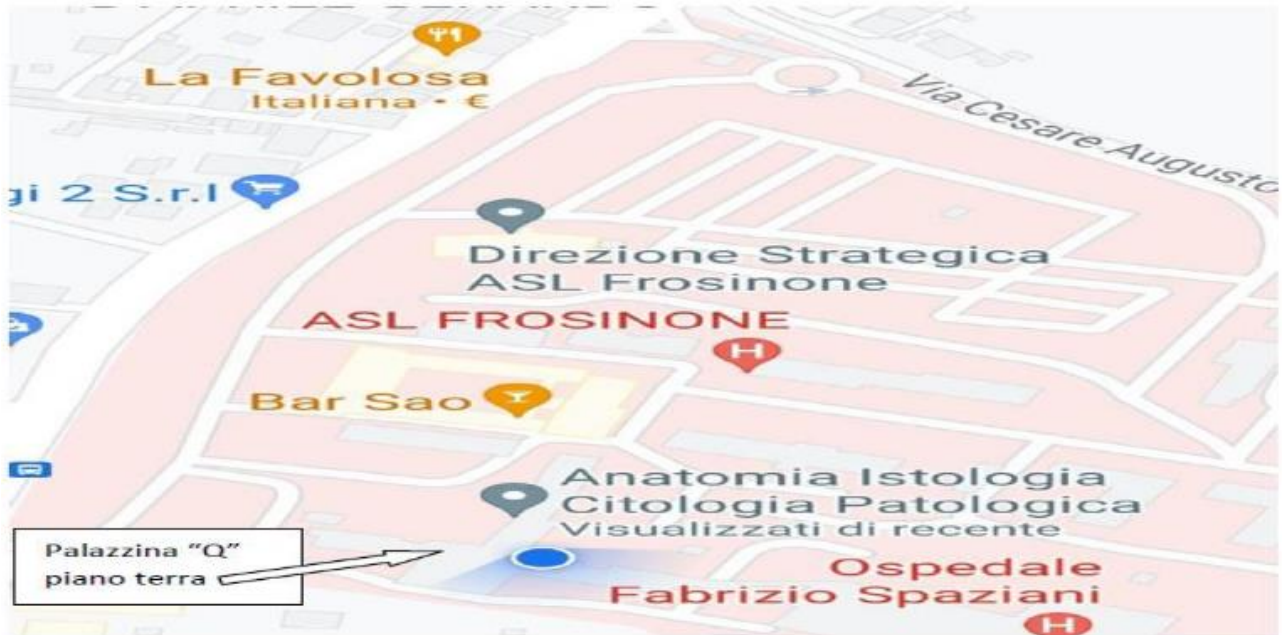 La Favolosa
Italiana • €
Via Cesare Augusto
gi 2 S.r.l
Direzione Strategica
ASL Frosinone
ASL FROSINONE
H
Bar Sao
Anatomia Istologia
Citologia Patologica
Visualizzati di recente
Palazzina “Q”
piano terra
Ospedale
Fabrizio Spaziani
H